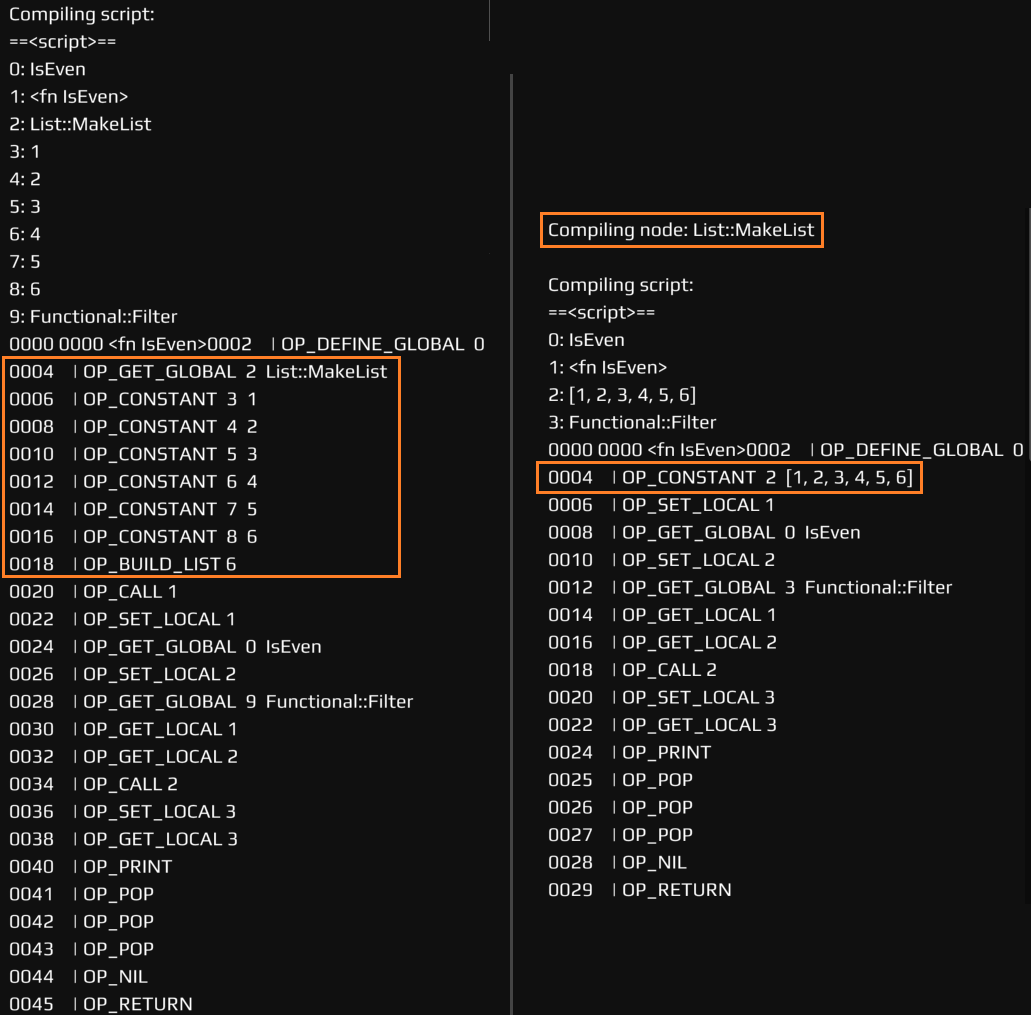 Compiling script:
==<script>==
0: IsEven
1: <fn IsEven>
2: List::MakeList
3: 1
4: 2
5: 3
6: 4
7: 5
8: 6
9: Functional::Filter
0000 0000 <fn IsEven>0002 | OP_DEFINE_GLOBAL 0
0004 | OP_GET_GLOBAL 2 List::MakeList
0006 | OP_CONSTANT 3 1
0008 | OP_CONSTANT 4 2
0010 | OP_CONSTANT 5 3
0012 | OP_CONSTANT 6 4
0014 | OP_CONSTANT 7 5
0016 | OP_CONSTANT 8 6
0018 | OP_BUILD_LIST 6
0020 | OP_CALL 1
0022 | OP_SET_LOCAL 1
0024 | OP_GET_GLOBAL 0 IsEven
0026 | OP_SET_LOCAL 2
0028 | OP_GET_GLOBAL 9 Functional::Filter
0030 | OP_GET_LOCAL 1
0032 | OP_GET_LOCAL 2
0034 | OP_CALL 2
0036 | OP_SET_LOCAL 3
0038 | OP_GET_LOCAL 3
0040 | OP_PRINT
0041 | OP_POP
0042 | OP_POP
0043 | OP_POP
0044 | OP_NIL
0045 | OP_RETURN
Compiling node: List::MakeList
Compiling script:
==<script>==
0: IsEven
1: <fn IsEven>
2: [1, 2, 3, 4, 5, 6]
3: Functional::Filter
0000 0000 <fn IsEven>0002 | OP_DEFINE_GLOBAL 0
0004 | OP_CONSTANT 2 [1, 2, 3, 4, 5, 6]
0006 | OP_SET_LOCAL 1
0008 | OP_GET_GLOBAL 0 IsEven
0010 | OP_SET_LOCAL 2
0012 | OP_GET_GLOBAL 3 Functional::Filter
0014 | OP_GET_LOCAL 1
0016 | OP_GET_LOCAL 2
0018 | OP_CALL 2
0020 | OP_SET_LOCAL 3
0022 | OP_GET_LOCAL 3
0024 | OP_PRINT
0025 | OP_POP
0026 | OP_POP
0027 | OP_POP
0028 | OP_NIL
0029 | OP_RETURN